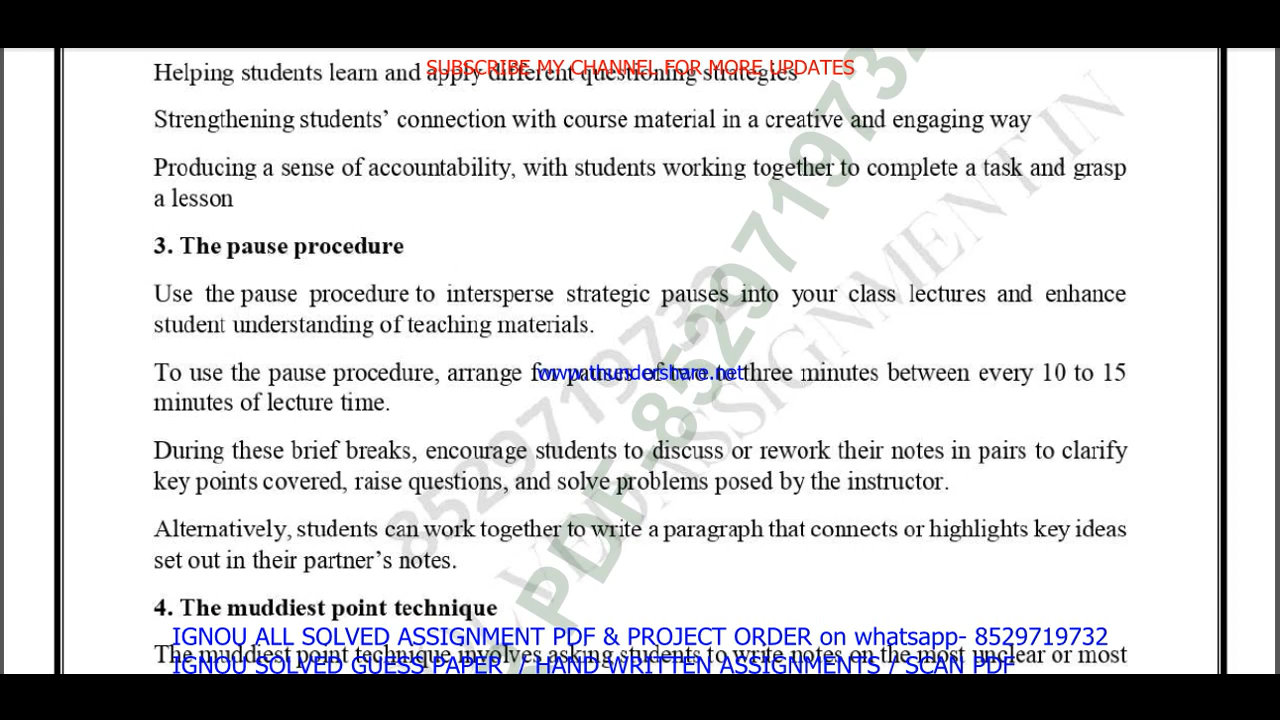 SUBSCRIBE MY CHANNEL FOR MORE UPDATES
Helping students learn and apply different questioning strategies
Strengthening students’ connection with course material in a creative and engaging way
Producing a sense of accountability, with students working together to complete a task and grasp
a lesson
3. The pause procedure
Use the pause procedure to intersperse strategic pauses into your class lectures and enhance
student understanding of teaching materials.
www.thundershare.net
To use the pause procedure, arrange for pauses of two to three minutes between every 10 to 15
minutes of lecture time.
During these brief breaks, encourage students to discuss or rework their notes in pairs to clarify
key points covered, raise questions, and solve problems posed by the instructor.
Alternatively, students can work together to write a paragraph that connects or highlights key ideas
set out in their partner’s notes.
4. The muddiest point technique
IGNOU ALL SOLVED ASSIGNMENT PDF & PROJECT ORDER on whatsapp- 8529719732
The muddiest point technique involves asking students to write notes on the most unclear or most
IGNOU SOLVED GUESS PAPER / HAND WRITTEN ASSIGNMENTS / SCAN PDF
8529719732
PDF-8529719732
ASSIGNMENT IN